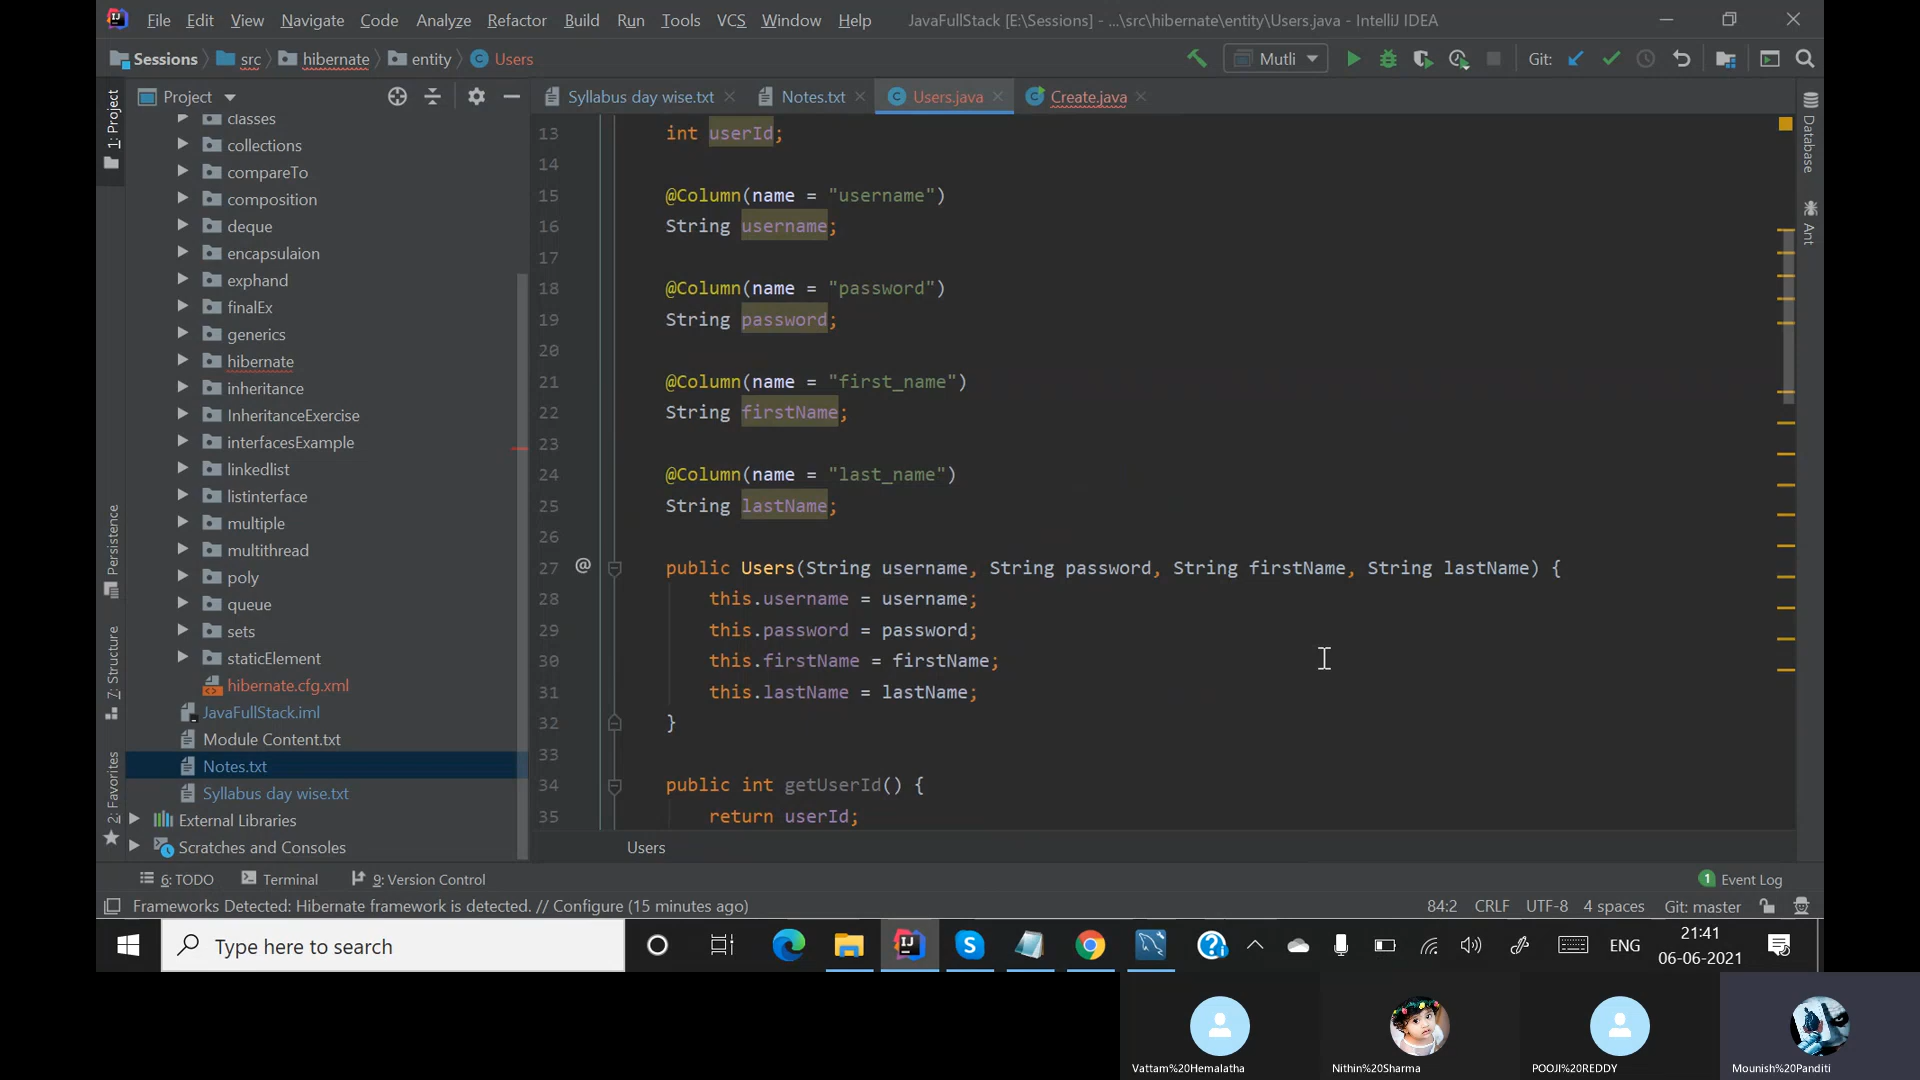 File Edit View Navigate Code Analyze Refactor Build Run Tools VCS Window Help JavaFullStack [E:\Sessions] - ...\src\hibernate\entity\Users.java - IntelliJ IDEA
Sessions src hibernate entity Users Mutli Git:
Project Syllabus day wise.txt Notes.txt Users.java Create.java
1: Project
Persistence
7: Structure
2: Favorites
classes
collections
compareTo
composition
deque
encapsulaion
exphand
finalEx
generics
hibernate
inheritance
InheritanceExercise
interfacesExample
linkedlist
listinterface
multiple
multithread
poly
queue
sets
staticElement
hibernate.cfg.xml
JavaFullStack.iml
Module Content.txt
Notes.txt
Syllabus day wise.txt
External Libraries
Scratches and Consoles
13 int userId;
14
15 @Column(name = "username")
16 String username;
17
18 @Column(name = "password")
19 String password;
20
21 @Column(name = "first_name")
22 String firstName;
23
24 @Column(name = "last_name")
25 String lastName;
26
27 @ public Users(String username, String password, String firstName, String lastName) {
28 this.username = username;
29 this.password = password;
30 this.firstName = firstName;
31 this.lastName = lastName;
32 }
33
34 public int getUserId() {
35 return userId;
Users
Database
Ant
6: TODO Terminal 9: Version Control 1 Event Log
Frameworks Detected: Hibernate framework is detected. // Configure (15 minutes ago) 84:2 CRLF UTF-8 4 spaces Git: master
Type here to search ENG 21:41
06-06-2021
Vattam%20Hemalatha Nithin%20Sharma POOJI%20REDDY Mounish%20Panditi